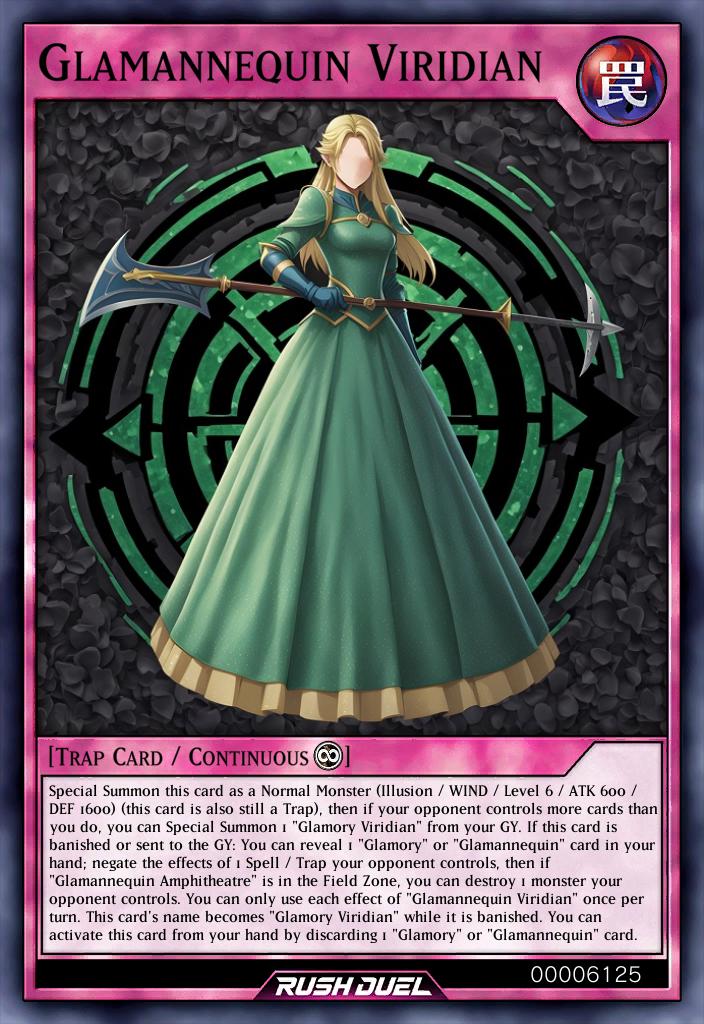 GLAMANNEQUIN VIRIDIAN
罠
[TRAP CARD / CONTINUOUS ∞]
Special Summon this card as a Normal Monster (Illusion / WIND / Level 6 / ATK 600 /
DEF 1600) (this card is also still a Trap), then if your opponent controls more cards than
you do, you can Special Summon 1 "Glamory Viridian" from your GY. If this card is
banished or sent to the GY: You can reveal 1 "Glamory" or "Glamannequin" card in your
hand; negate the effects of 1 Spell / Trap your opponent controls, then if
"Glamannequin Amphitheatre" is in the Field Zone, you can destroy 1 monster your
opponent controls. You can only use each effect of "Glamannequin Viridian" once per
turn. This card's name becomes "Glamory Viridian" while it is banished. You can
activate this card from your hand by discarding 1 "Glamory" or "Glamannequin" card.
00006125
RUSH DUEL